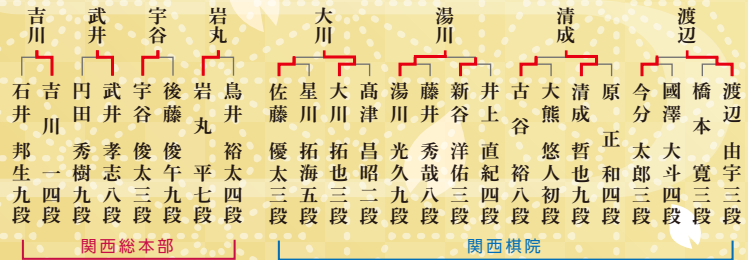 渡辺
清成
湯川
大川
岩丸
宇谷
武井
吉川
渡辺 由宇三段
橋本 寛三段
國澤 大斗四段
今分 太郎三段
原 正和四段
清成 哲也九段
大熊 悠人初段
古谷 裕八段
井上 直紀四段
新谷 洋佑三段
藤井 秀哉八段
湯川 光久九段
髙津 昌昭二段
大川 拓也三段
星川 拓海五段
佐藤 優太三段
鳥井 裕太四段
岩丸 平七段
後藤 俊午九段
宇谷 俊太三段
武井 孝志八段
円田 秀樹九段
吉川 一四段
石井 邦生九段
関西棋院
関西総本部